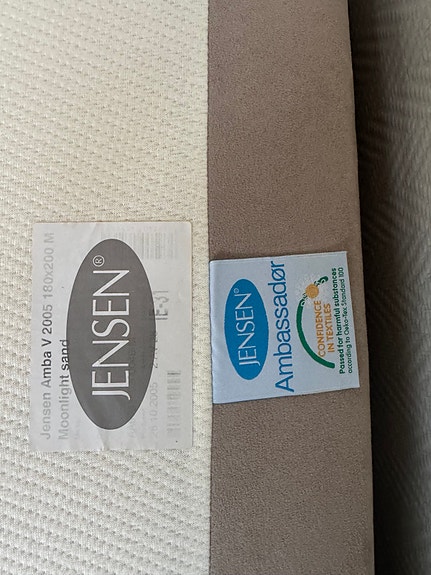 Jensen Amba V 2005 180x200 M
Moonlight sand
JENSEN®
JENSEN®
Ambassadør
CONFIDENCE
IN TEXTILES
Passed for harmful substances
according to Oeko-Tex Standard 100